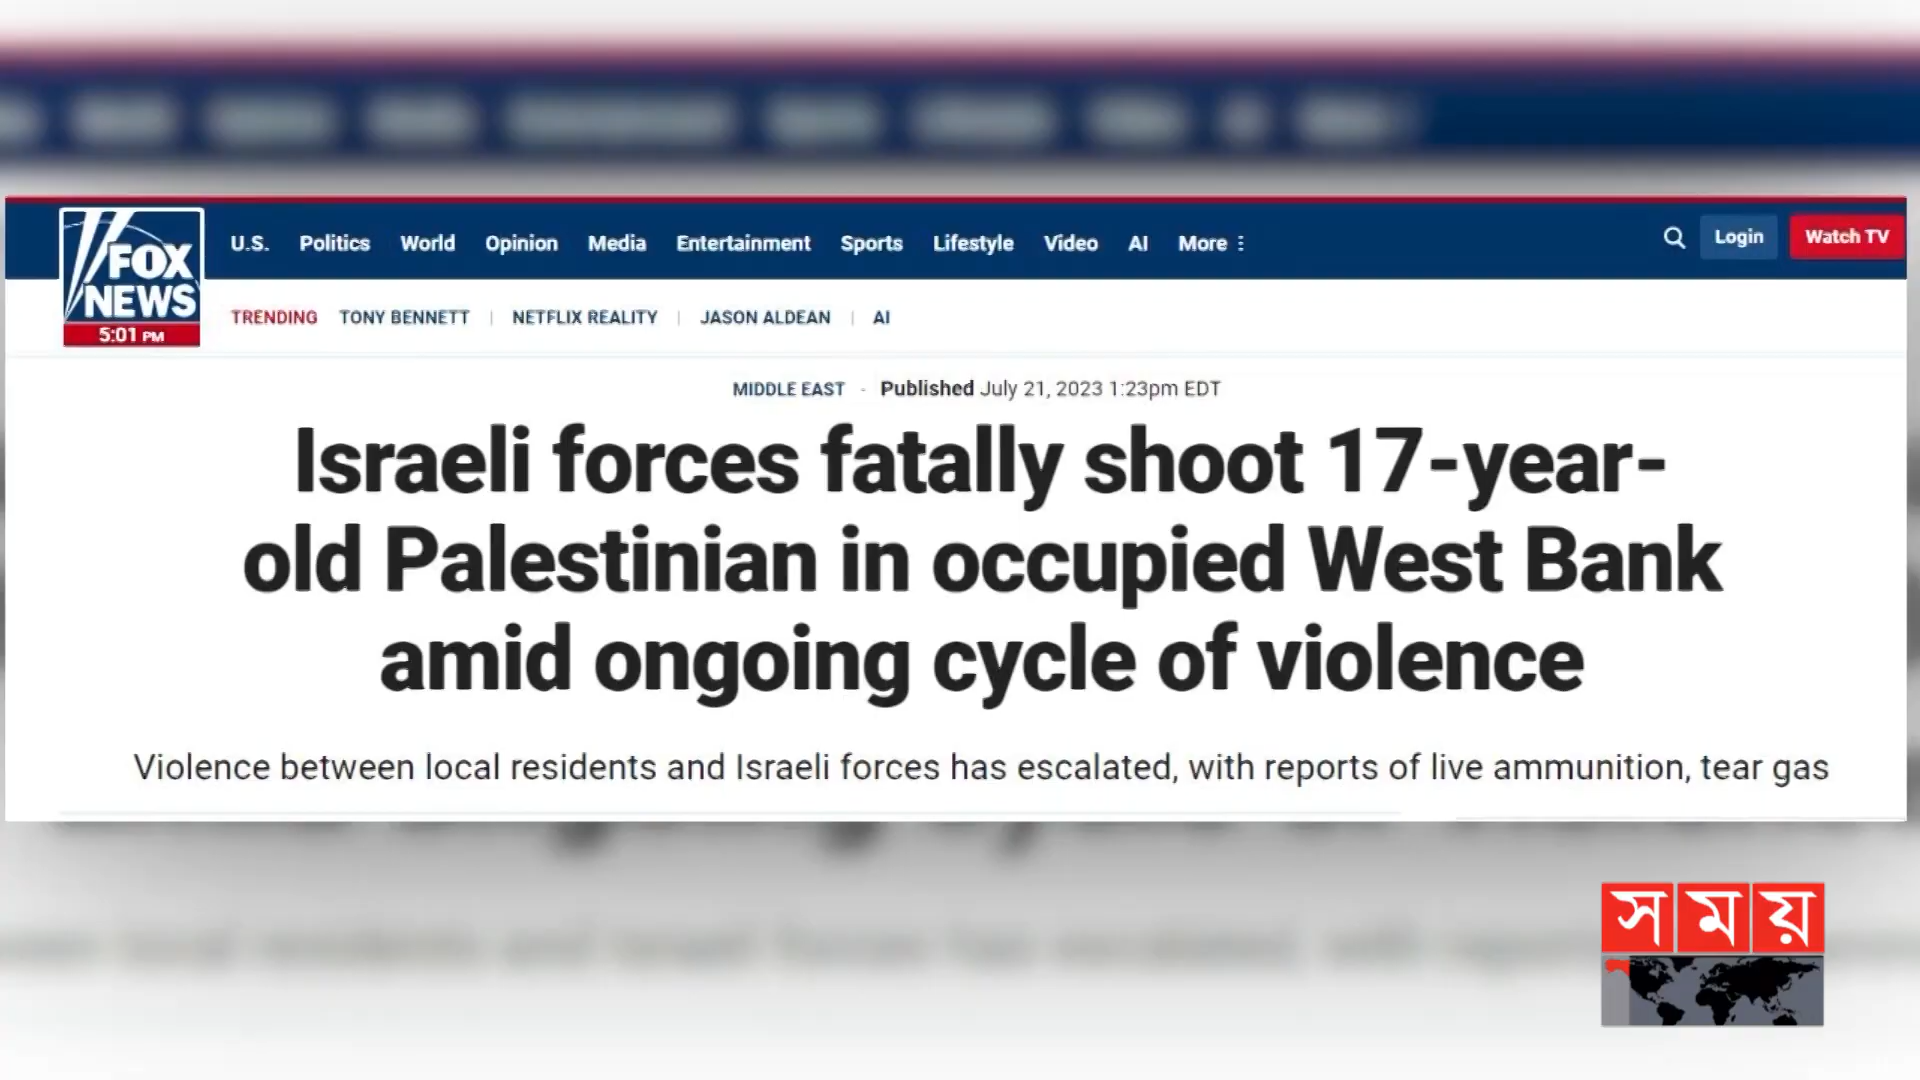 U.S. Politics World Opinion Media Entertainment Sports Lifestyle Video AI More Login Watch TV
FOX
NEWS
5:01 PM
TRENDING TONY BENNETT | NETFLIX REALITY | JASON ALDEAN | AI
MIDDLE EAST - Published July 21, 2023 1:23pm EDT
Israeli forces fatally shoot 17-year-
old Palestinian in occupied West Bank
amid ongoing cycle of violence
Violence between local residents and Israeli forces has escalated, with reports of live ammunition, tear gas
সময়